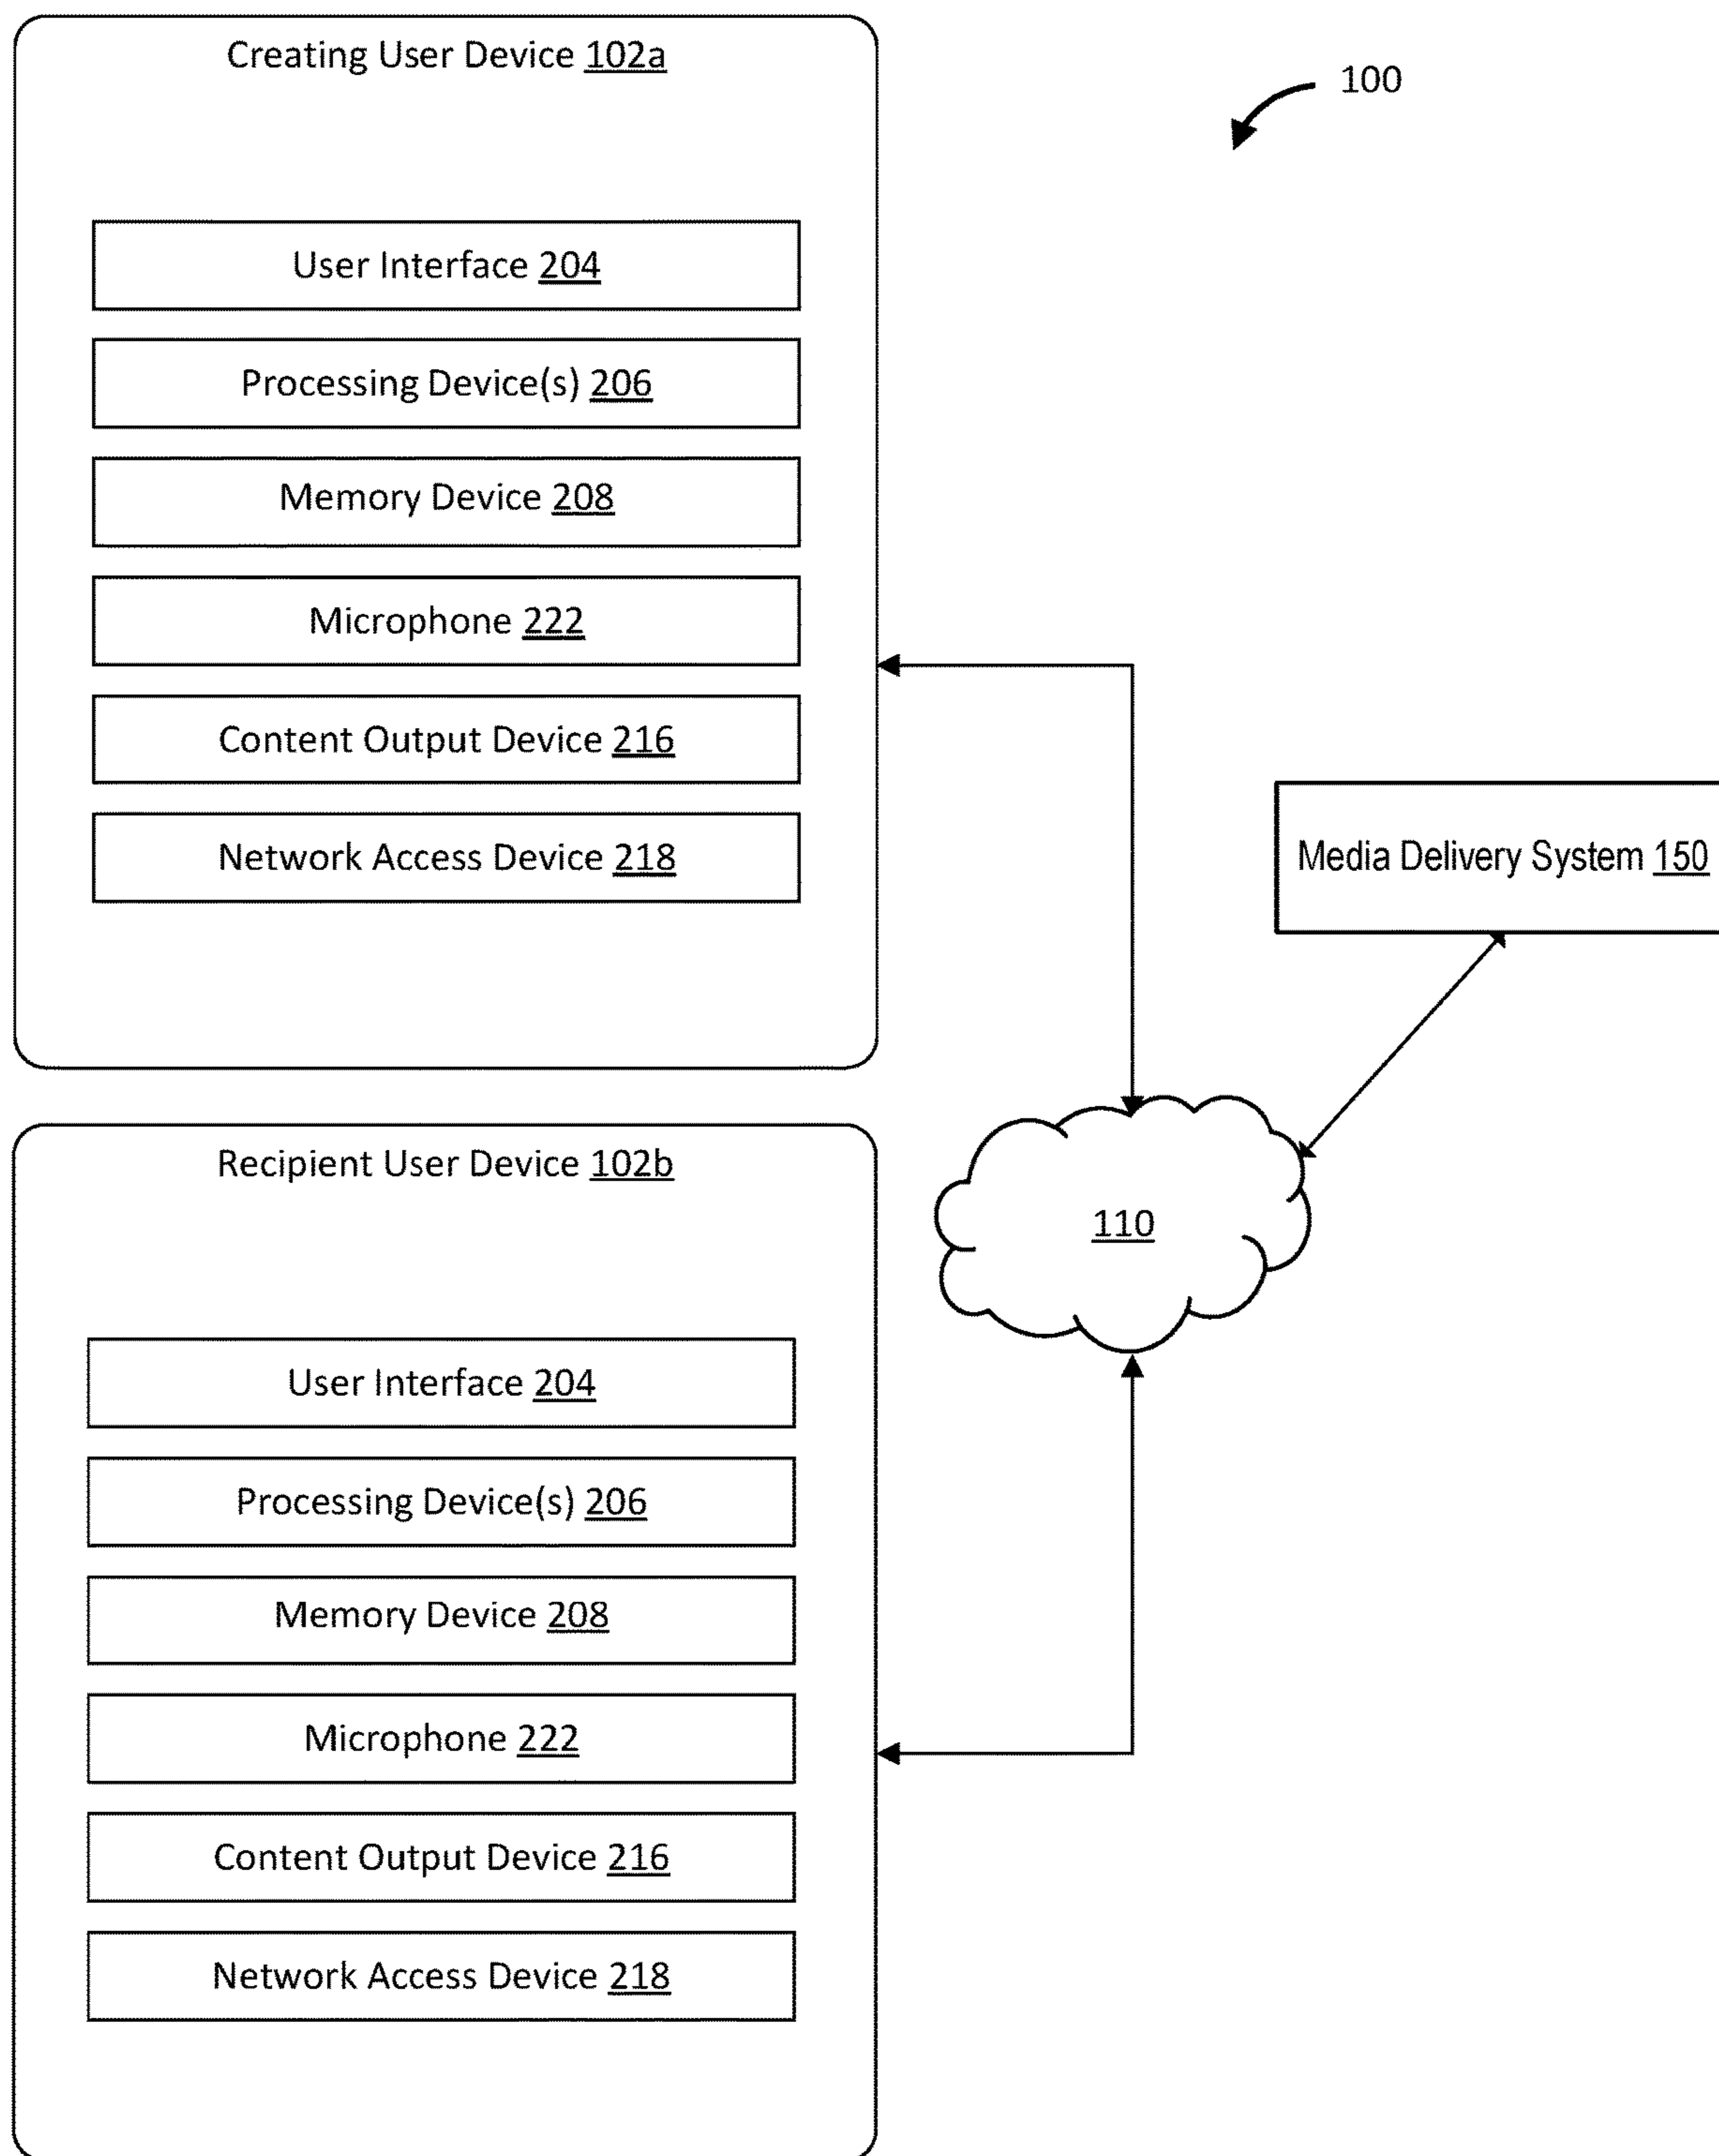 Creating User Device 102a
100
User Interface 204
Processing Device(s) 206
Memory Device 208
Microphone 222
Content Output Device 216
Network Access Device 218
Media Delivery System 150
110
Recipient User Device 102b
User Interface 204
Processing Device(s) 206
Memory Device 208
Microphone 222
Content Output Device 216
Network Access Device 218